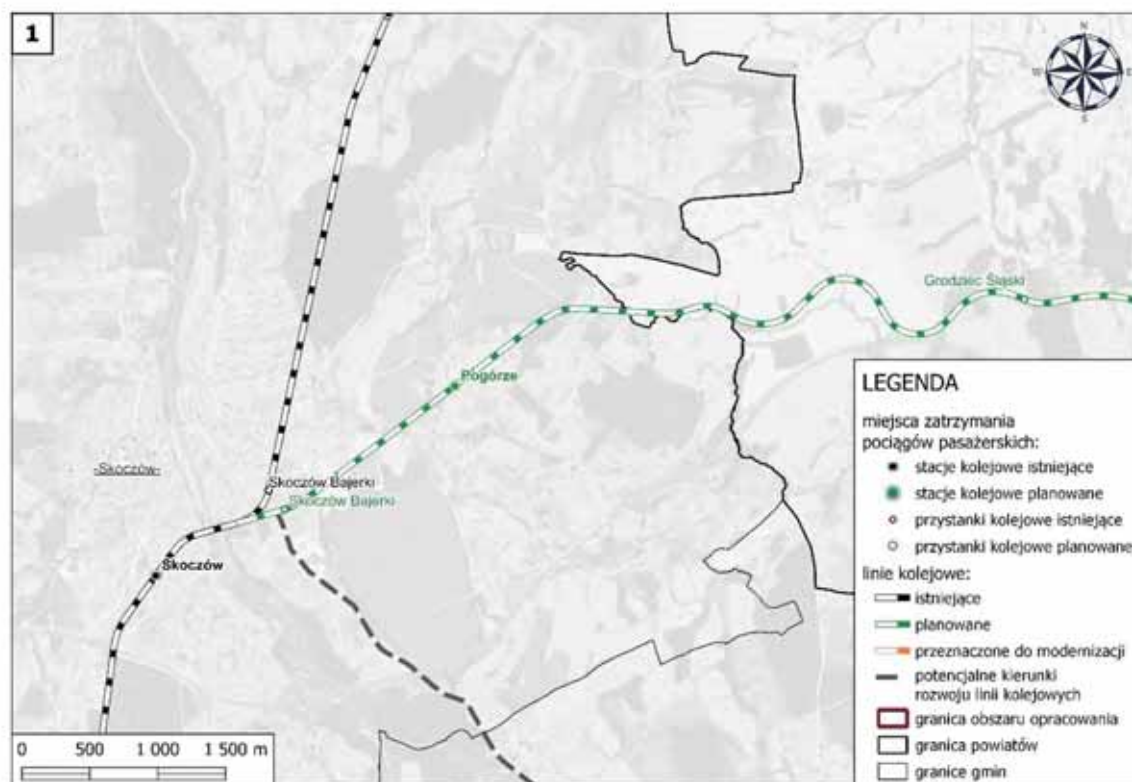 1
N
W
E
S
Grodziec Śląski
Pogórze
-Skoczów-
Skoczów Bajerki
Skoczów Bajerki
Skoczów
LEGENDA
miejsca zatrzymania
pociągów pasażerskich:
stacje kolejowe istniejące
stacje kolejowe planowane
przystanki kolejowe istniejące
przystanki kolejowe planowane
linie kolejowe:
istniejące
planowane
przeznaczone do modernizacji
potencjalne kierunki
rozwoju linii kolejowych
granica obszaru opracowania
granica powiatów
granice gmin
0 500 1 000 1 500 m